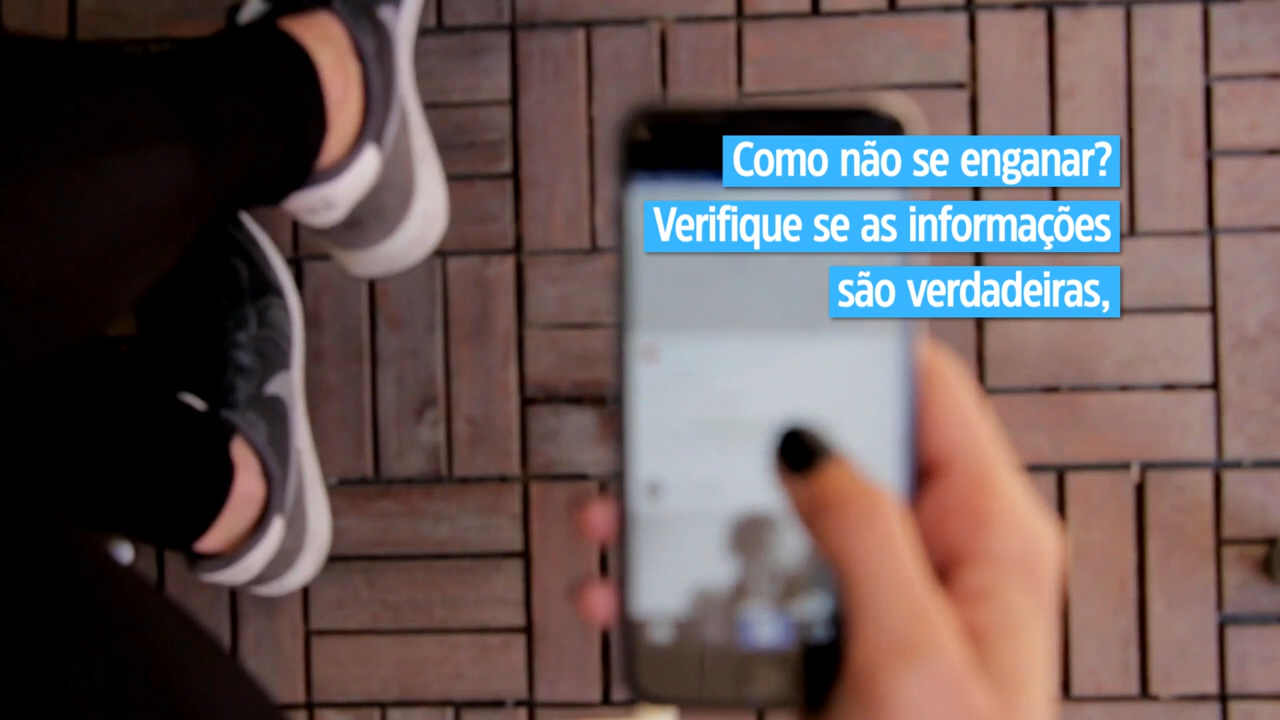 Como não se enganar?
Verifique se as informações
são verdadeiras,